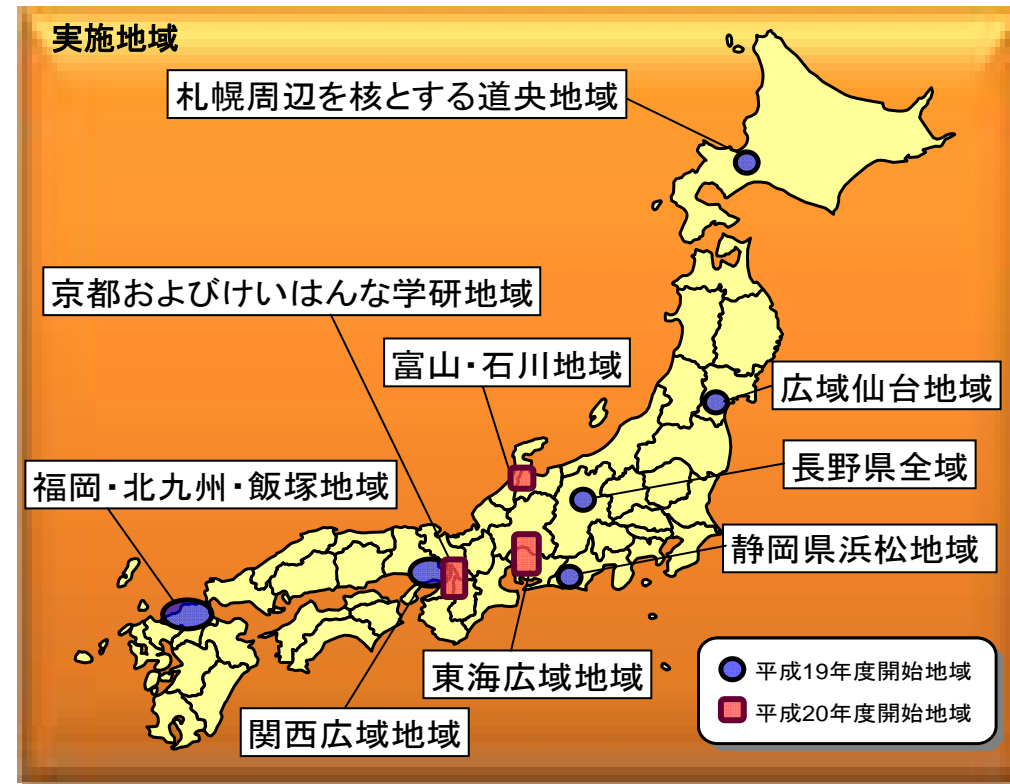 実施地域
札幌周辺を核とする道央地域
京都およびけいはんな学研地域
富山・石川地域
広域仙台地域
長野県全域
福岡・北九州・飯塚地域
静岡県浜松地域
東海広域地域
関西広域地域
平成19年度開始地域
平成20年度開始地域